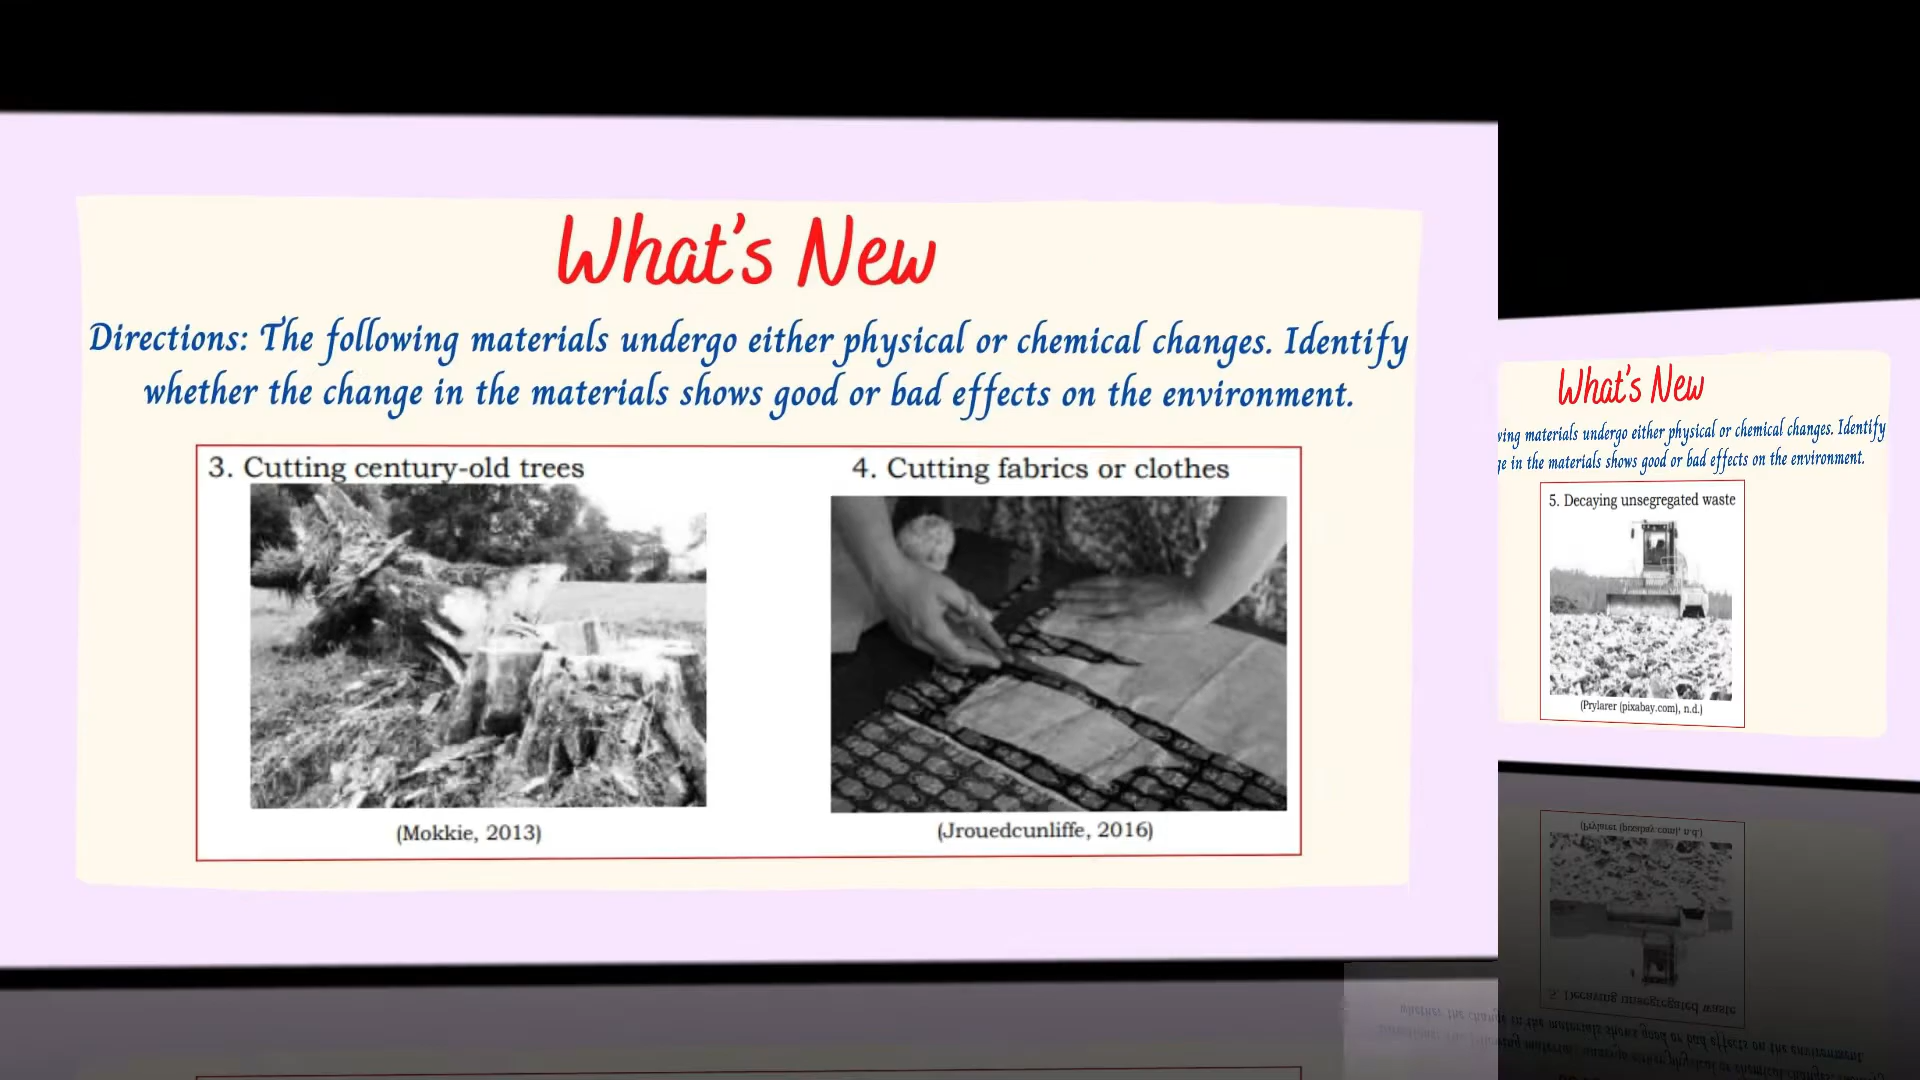 What's New
Directions: The following materials undergo either physical or chemical changes. Identify
whether the change in the materials shows good or bad effects on the environment.
3. Cutting century-old trees
4. Cutting fabrics or clothes
(Mokkie, 2013)
(Jrouedcunliffe, 2016)
What's New
materials undergo either physical or chemical changes. Identify
in the materials shows good or bad effects on the environment.
5. Decaying unsegregated waste
(Prylarer (pixabay.com), n.d.)